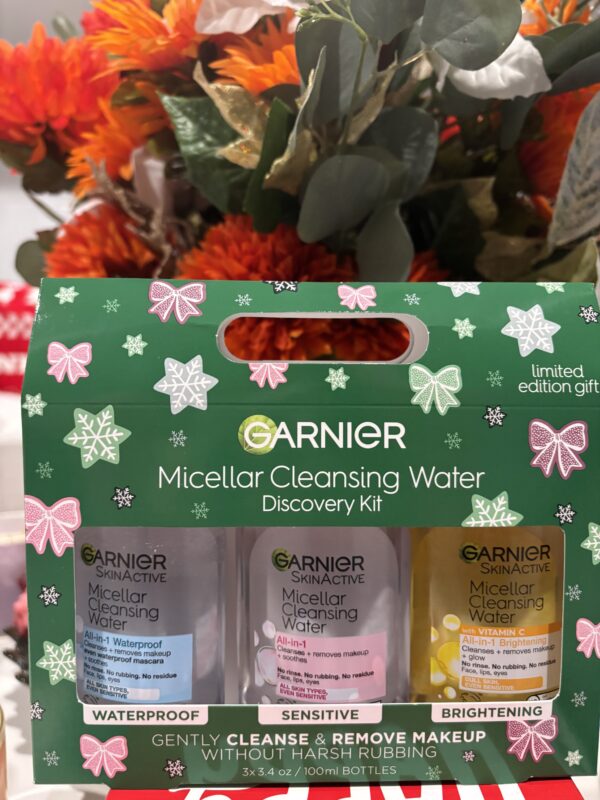 limited
edition gift
GARNIER
Micellar Cleansing Water
Discovery Kit
GARNIER
SKINACTIVE
Micellar
Cleansing
Water
All-in-1 Waterproof
Cleanses + removes makeup
even waterproof mascara
+ soothes
No rinse. No rubbing. No residue
Face, lips, eyes
ALL SKIN TYPES,
EVEN SENSITIVE
WATERPROOF
GARNIER
SKINACTIVE
Micellar
Cleansing
Water
All-in-1
Cleanses + removes makeup
+ soothes
No rinse. No rubbing. No residue
Face, lips, eyes
ALL SKIN TYPES,
EVEN SENSITIVE
SENSITIVE
GARNIER
SKINACTIVE
Micellar
Cleansing
Water
with VITAMIN C
All-in-1 Brightening
Cleanses + removes makeup
+ glow
No rinse. No rubbing. No residue
Face, lips, eyes
DULL SKIN,
EVEN SENSITIVE
BRIGHTENING
GENTLY CLEANSE & REMOVE MAKEUP
WITHOUT HARSH RUBBING
3x 3.4 oz / 100ml BOTTLES